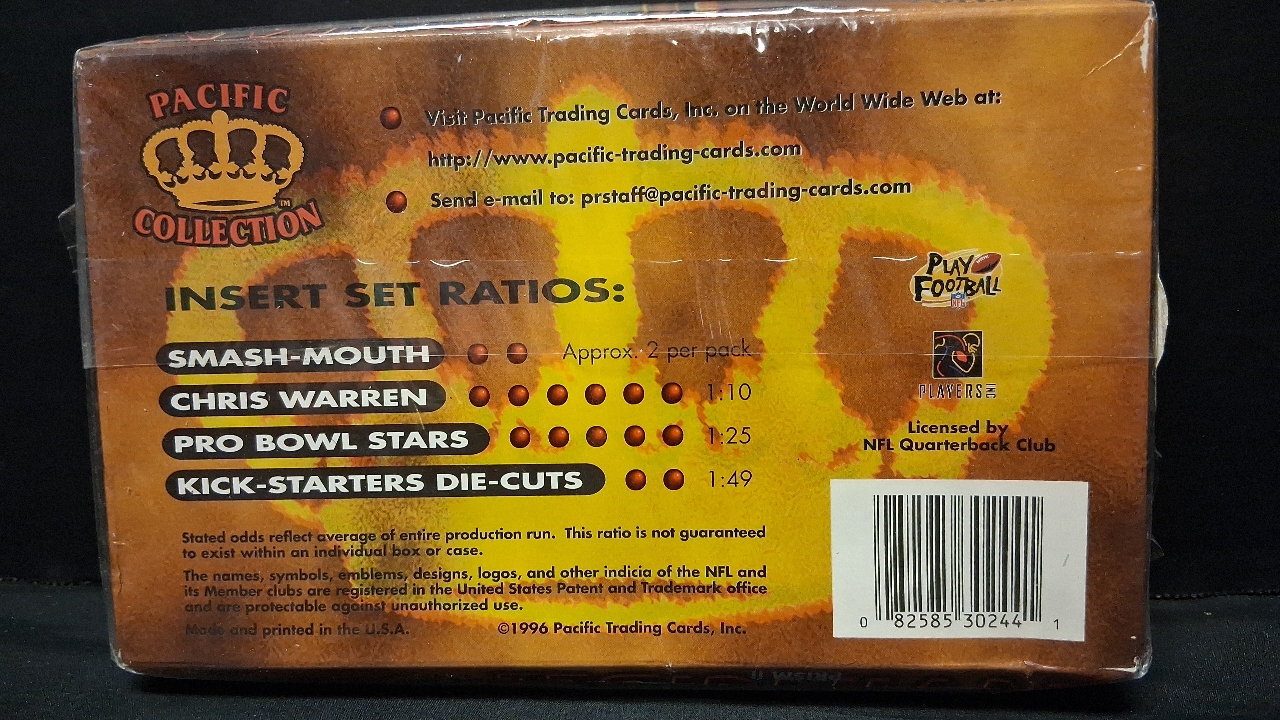 PACIFIC
COLLECTION
TM
Visit Pacific Trading Cards, Inc. on the World Wide Web at:
http://www.pacific-trading-cards.com
Send e-mail to: prstaff@pacific-trading-cards.com
INSERT SET RATIOS:
SMASH-MOUTH Approx. 2 per pack
CHRIS WARREN 1:10
PRO BOWL STARS 1:25
KICK-STARTERS DIE-CUTS 1:49
PLAY
FOOTBALL
NFL
PLAYERS INC
Licensed by
NFL Quarterback Club
Stated odds reflect average of entire production run. This ratio is not guaranteed
to exist within an individual box or case.
The names, symbols, emblems, designs, logos, and other indicia of the NFL and
its Member clubs are registered in the United States Patent and Trademark office
and are protectable against unauthorized use.
Made and printed in the U.S.A. ©1996 Pacific Trading Cards, Inc.
0 82585 30244 1